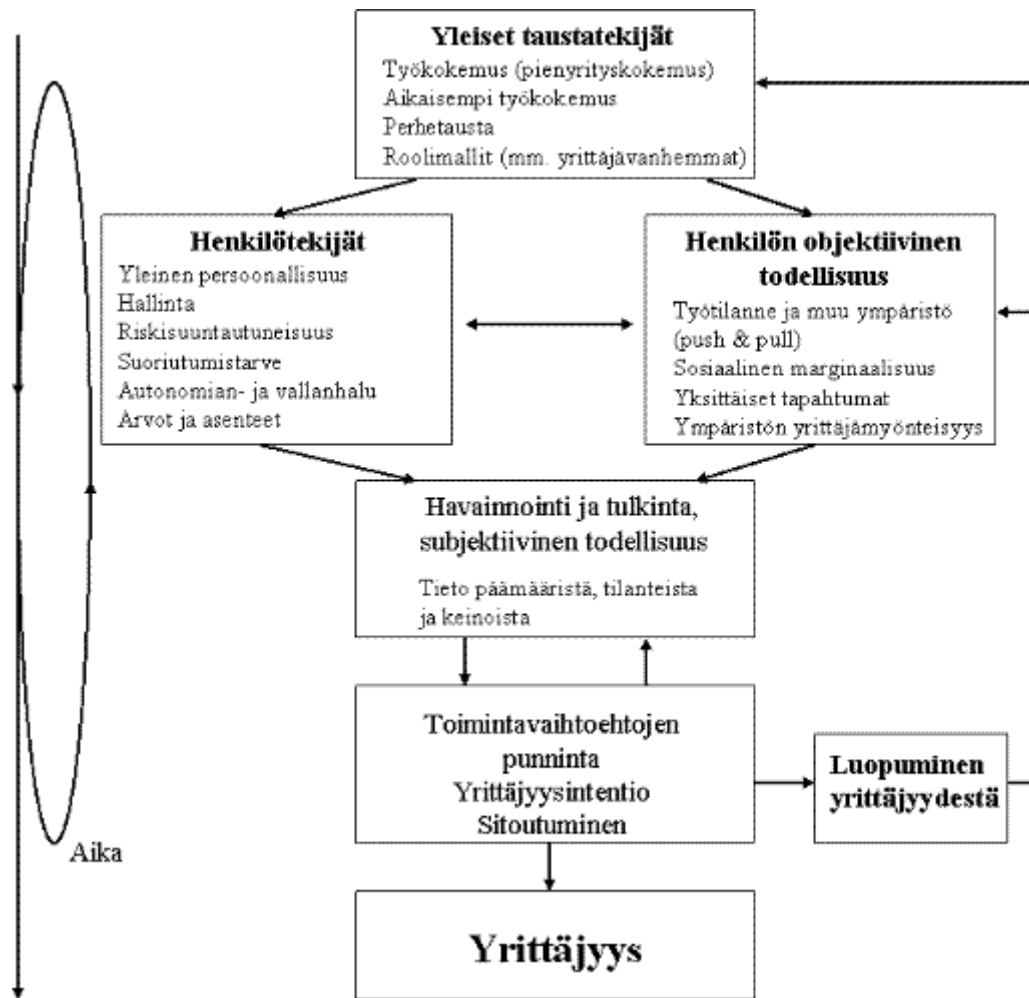 Yleiset taustatekijät
Työkokemus (pienyrityskokemus)
Aikaisempi työkokemus
Perhetausta
Roolimallit (mm. yrittäjävanhemmat)
Henkilötekijät
Yleinen persoonallisuus
Hallinta
Riskisuuntautuneisuus
Suoriutumistarve
Autonomian- ja vallanhalu
Arvot ja asenteet
Henkilön objektiivinen
todellisuus
Työtilanne ja muu ympäristö
(push & pull)
Sosiaalinen marginaalisuus
Yksittäiset tapahtumat
Ympäristön yrittäjämyönteisyys
Havainnointi ja tulkinta,
subjektiivinen todellisuus
Tieto päämääristä, tilanteista
ja keinoista
Toimintavaihtoehtojen
punninta
Yrittäjyysintentio
Sitoutuminen
Luopuminen
yrittäjyydestä
Aika
Yrittäjyys